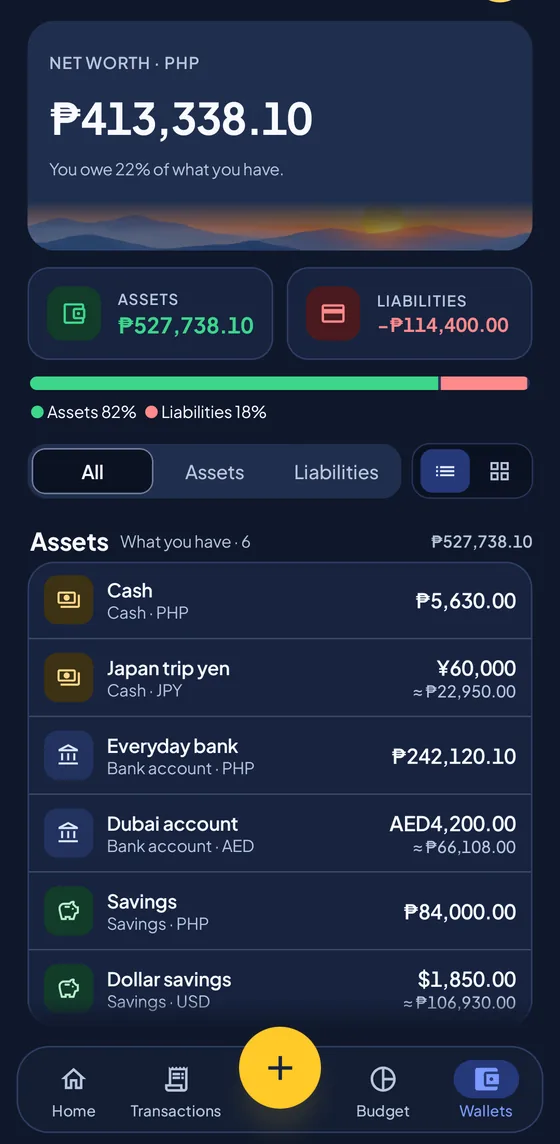 NET WORTH · PHP
₱413,338.10
You owe 22% of what you have.
ASSETS
₱527,738.10
LIABILITIES
-₱114,400.00
Assets 82% Liabilities 18%
All Assets Liabilities
Assets What you have · 6 ₱527,738.10
Cash
Cash · PHP
₱5,630.00
Japan trip yen
Cash · JPY
¥60,000
≈ ₱22,950.00
Everyday bank
Bank account · PHP
₱242,120.10
Dubai account
Bank account · AED
AED4,200.00
≈ ₱66,108.00
Savings
Savings · PHP
₱84,000.00
Dollar savings
Savings · USD
$1,850.00
≈ ₱106,930.00
Home Transactions Budget Wallets